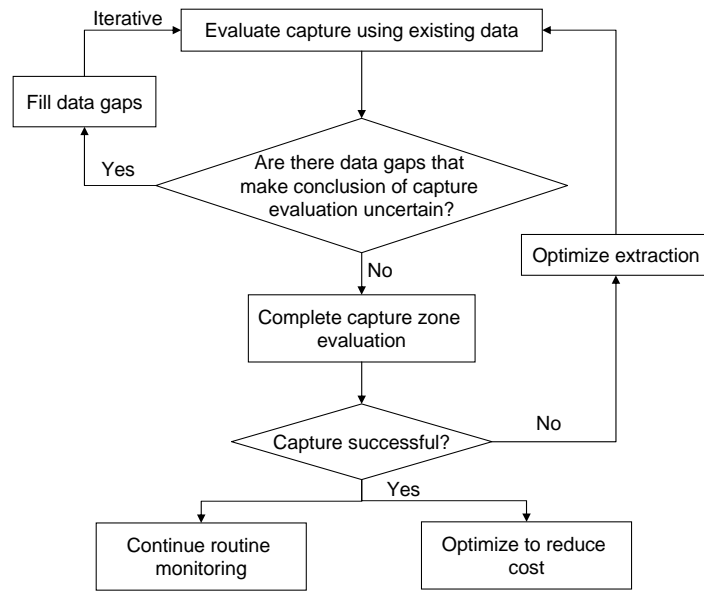 Iterative
Evaluate capture using existing data
Fill data gaps
Yes
Are there data gaps that
make conclusion of capture
evaluation uncertain?
Optimize extraction
No
Complete capture zone
evaluation
Capture successful?
No
Yes
Continue routine
monitoring
Optimize to reduce
cost